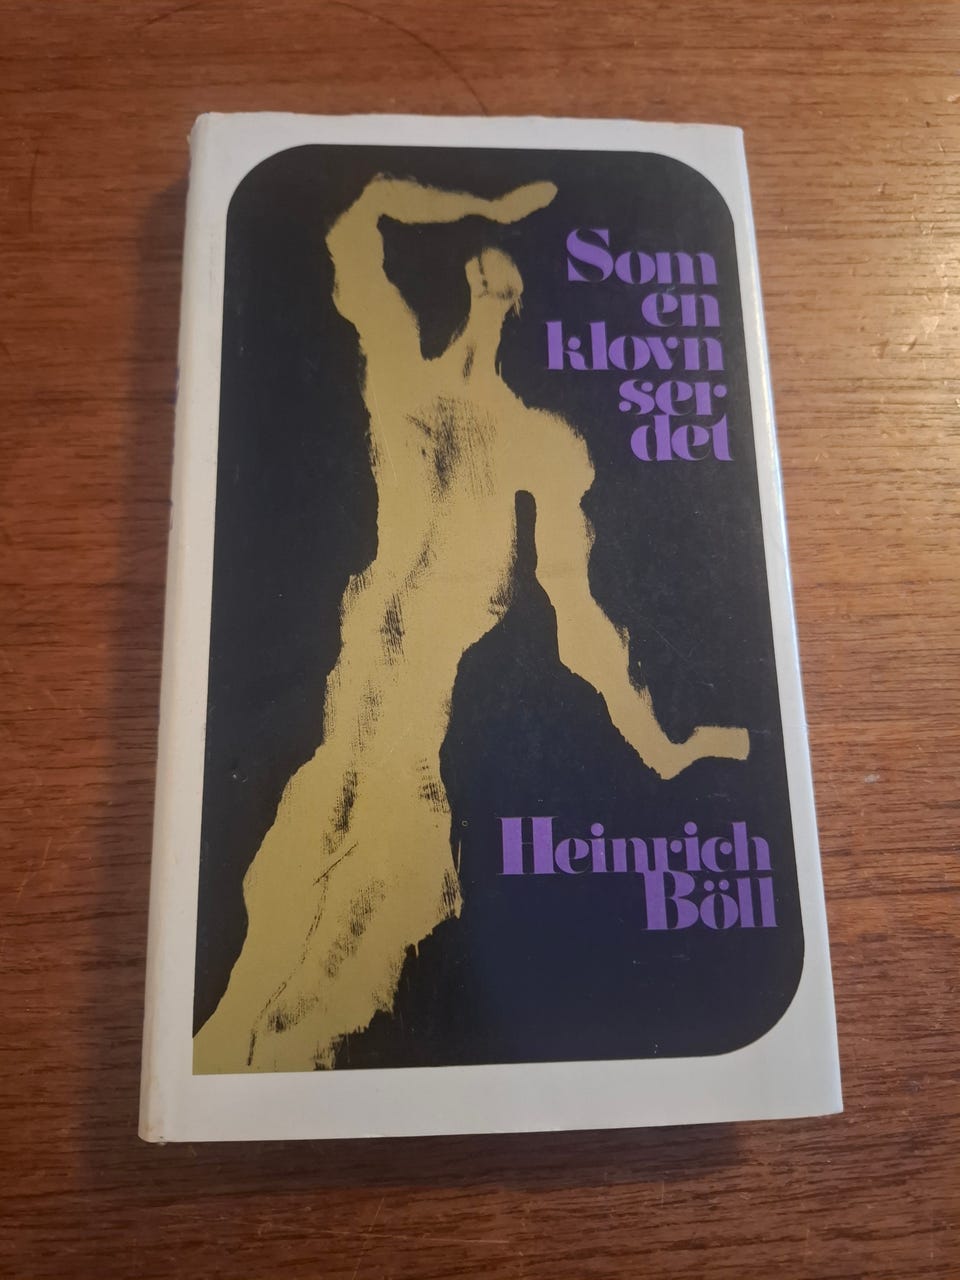 Som
en
klovn
ser
det
Heinrich
Böll